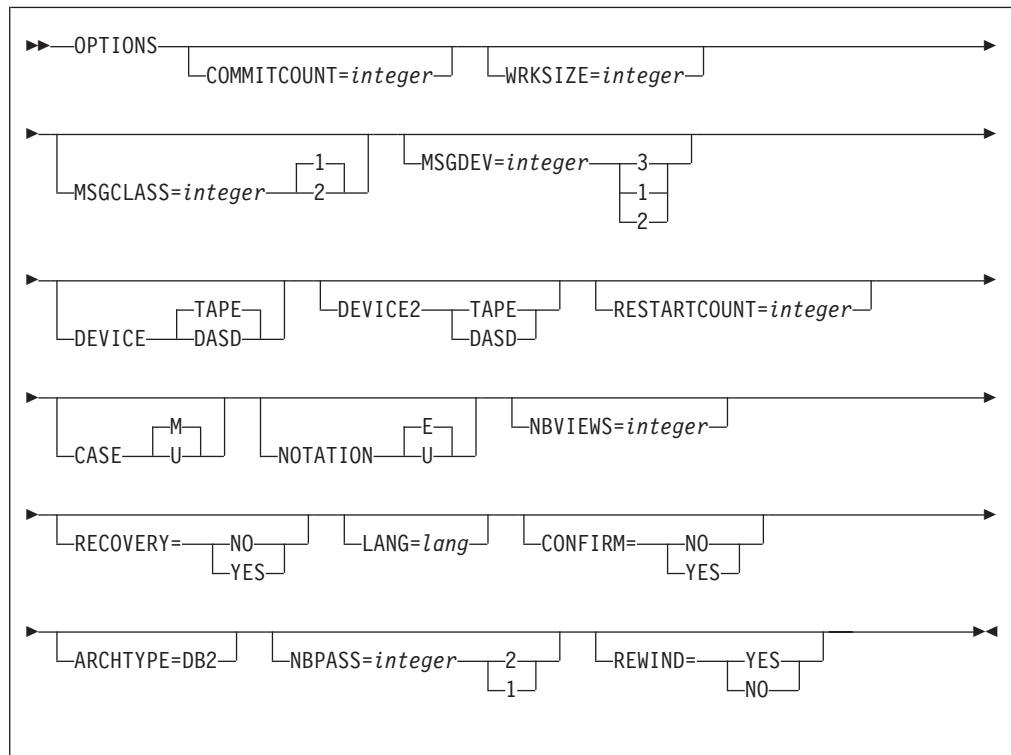 OPTIONS
COMMITCOUNT=integer WRKSIZE=integer
MSGCLASS=integer 1 MSGDEV=integer 3
2 1
2
DEVICE TAPE DEVICE2 TAPE RESTARTCOUNT=integer
DASD DASD
CASE M NOTATION E NBVIEWS=integer
U U
RECOVERY= NO LANG=lang CONFIRM= NO
YES YES
ARCHTYPE=DB2 NBPASS=integer 2 REWIND= YES
1 NO